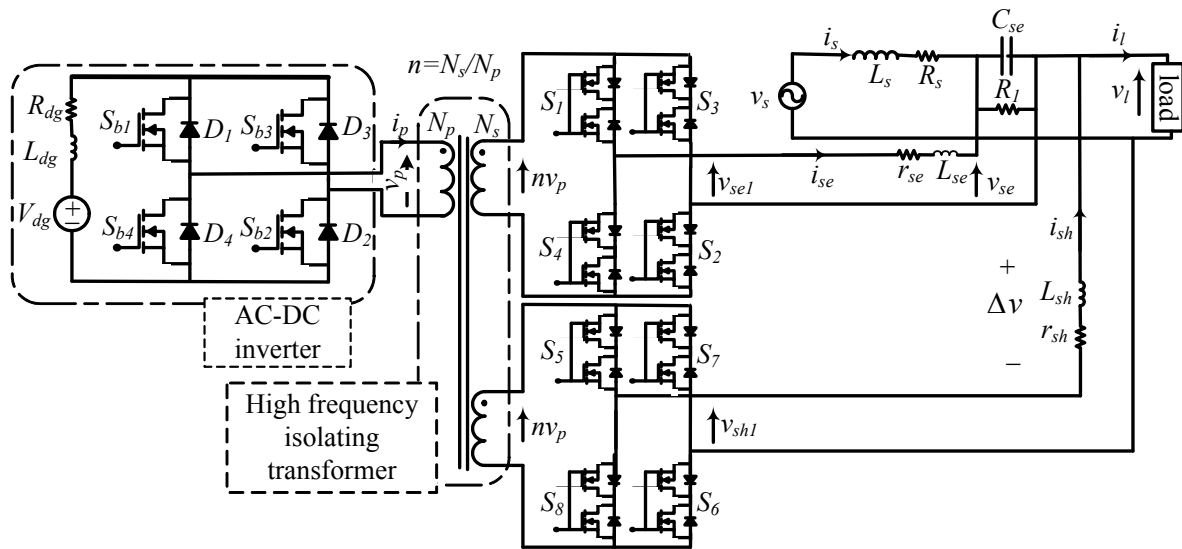 n=Ns/Np
Rdg
Ldg
Vdg
+
−
Sb1
D1
Sb3
D3
Sb4
D4
Sb2
D2
AC-DC
inverter
ip
vp
Np
Ns
High frequency
isolating
transformer
nvp
nvp
S1
S3
S4
S2
S5
S7
S8
S6
vse1
vsh1
ise
rse
Lse
vse
vs
is
Ls
Rs
Cse
R1
il
vl
load
ish
Lsh
rsh
+
Δv
−